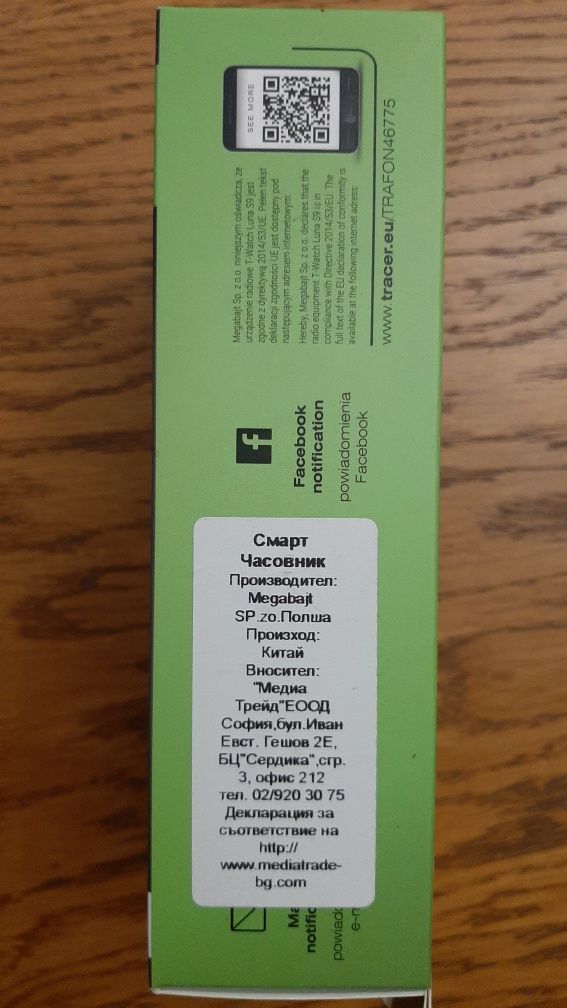 SEE MORE
Megabajt Sp. z o.o. niniejszym oświadcza, że
urządzenie radiowe T-Watch Luna S9 jest
zgodne z dyrektywą 2014/53/UE. Pełen tekst
deklaracji zgodności UE jest dostępny pod
następującym adresem internetowym:
Hereby, Megabajt Sp. z o.o. declares that the
radio equipment T-Watch Luna S9 is in
compliance with Directive 2014/53/EU. The
full text of the EU declaration of conformity is
available at the following internet adress:
www.tracer.eu/TRAFON46775
Facebook
notification
powiadomienia
Facebook
Смарт
Часовник
Производител:
Megabajt
SP.zo.Полша
Произход:
Китай
Вносител:
"Медиа
Трейд"ЕООД
София,бул.Иван
Евст. Гешов 2Е,
БЦ"Сердика",сгр.
3, офис 212
тел. 02/920 30 75
Декларация за
съответствие на
http://
www.mediatrade-
bg.com